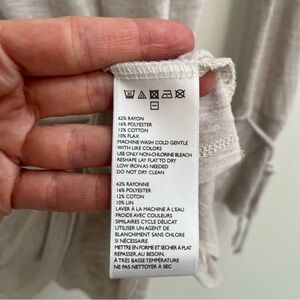 62% RAYON
16% POLYESTER
12% COTTON
10% FLAX
MACHINE WASH COLD GENTLE
WITH LIKE COLORS
USE ONLY NON-CHLORINE BLEACH
RESHAPE LAY FLAT TO DRY
LOW IRON AS NEEDED
DO NOT DRY CLEAN
62% RAYONNE
16% POLYESTER
12% COTON
10% LIN
LAVER À LA MACHINE À L'EAU
FROIDE AVEC COULEURS
SIMILAIRES CYCLE DÉLICAT
UTILISER UN AGENT DE
BLANCHIMENT SANS CHLORE
SI NÉCESSAIRE
METTRE EN FORME ET SECHER À PLAT
REPASSER, AU BESOIN,
À TRÈS BASSE TEMPÉRATURE
NE PAS NETTOYER À SEC